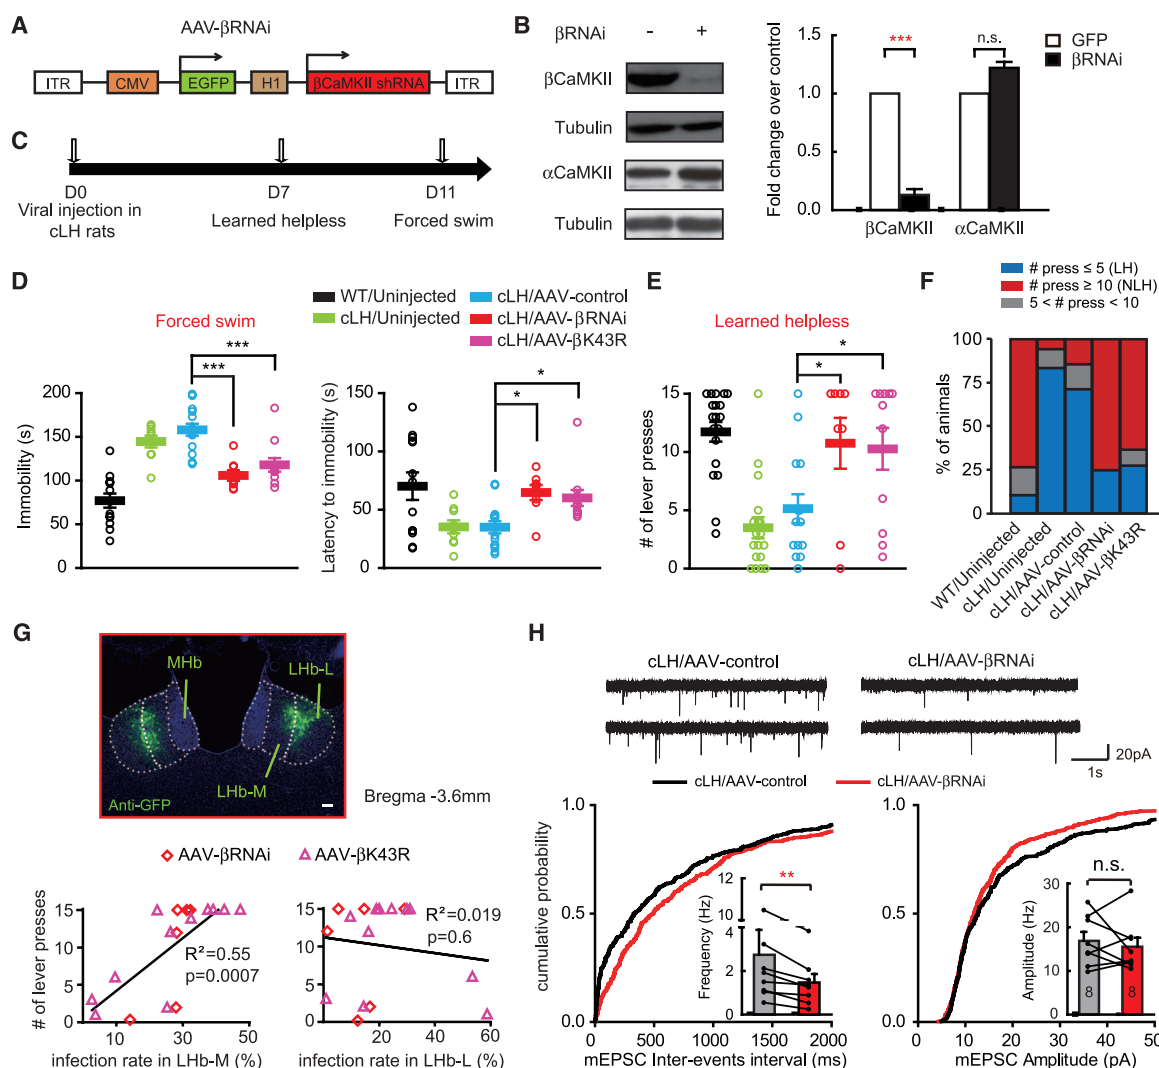 A
AAV-βRNAi
ITR CMV EGFP H1 βCaMKII shRNA ITR
C
D0 D7 D11
Viral injection in cLH rats
Learned helpless
Forced swim
B
βRNAi - +
βCaMKII
Tubulin
αCaMKII
Tubulin
Fold change over control
1.5
1.0
0.5
0.0
***
n.s.
GFP
βRNAi
βCaMKII αCaMKII
D
WT/Uninjected
cLH/Uninjected
cLH/AAV-control
cLH/AAV-βRNAi
cLH/AAV-βK43R
Forced swim
Immobility (s)
200
150
100
50
0
***
***
Latency to immobility (s)
150
100
50
0
*
*
E
Learned helpless
# of lever presses
15
10
5
0
*
*
F
# press ≤ 5 (LH)
# press ≥ 10 (NLH)
5 < # press < 10
% of animals
100
75
50
25
0
WT/Uninjected
cLH/Uninjected
cLH/AAV-control
cLH/AAV-βRNAi
cLH/AAV-βK43R
G
MHb
LHb-L
LHb-M
Anti-GFP
Bregma -3.6mm
AAV-βRNAi AAV-βK43R
# of lever presses
15
10
5
0
R²=0.55
p=0.0007
0 10 30 50
infection rate in LHb-M (%)
15
10
5
0
R²=0.019
p=0.6
0 20 40 60
infection rate in LHb-L (%)
H
cLH/AAV-control
cLH/AAV-βRNAi
20pA
1s
cLH/AAV-control cLH/AAV-βRNAi
cumulative probability
1.0
0.5
0.0
0 500 1000 1500 2000
mEPSC Inter-events interval (ms)
Frequency (Hz)
12
10
4
2
0
**
1.0
0.5
0.0
0 10 20 30 40 50
mEPSC Amplitude (pA)
Amplitude (Hz)
30
20
10
0
n.s.
8 8